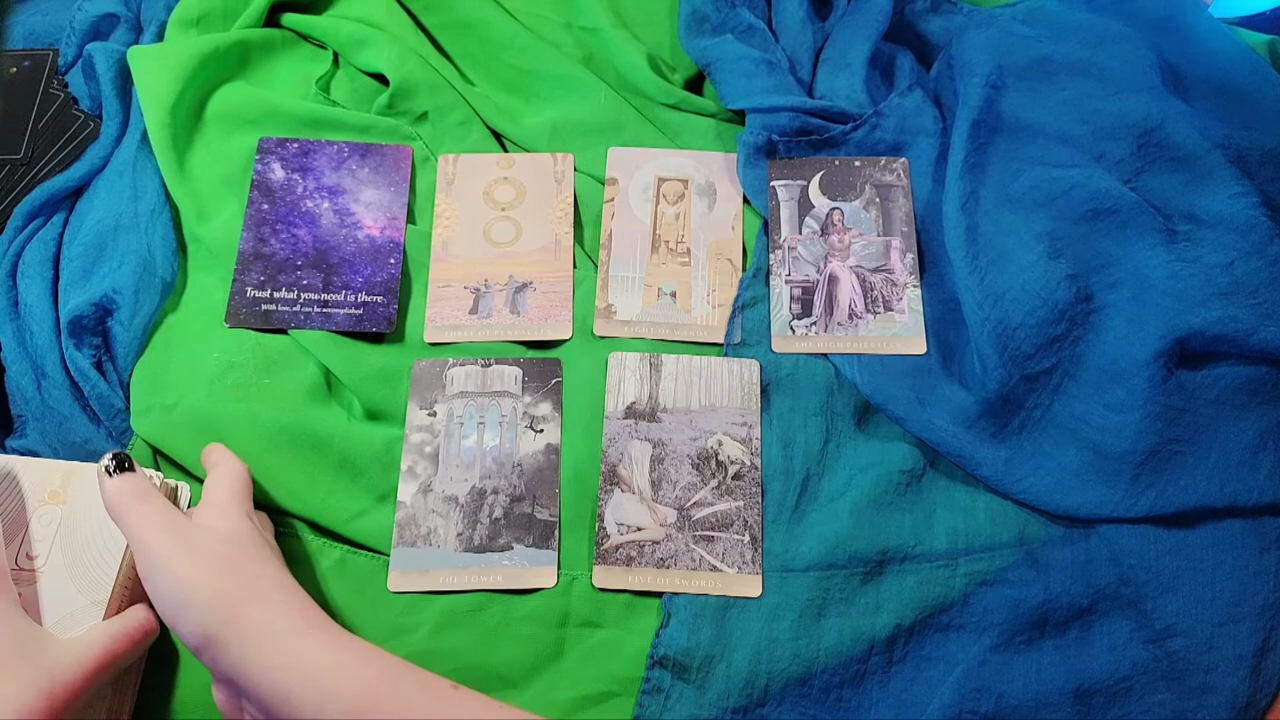 Trust what you need is there
With love, all can be accomplished
THREE OF PENTACLES
EIGHT OF WANDS
THE HIGH PRIESTESS
THE TOWER
FIVE OF SWORDS